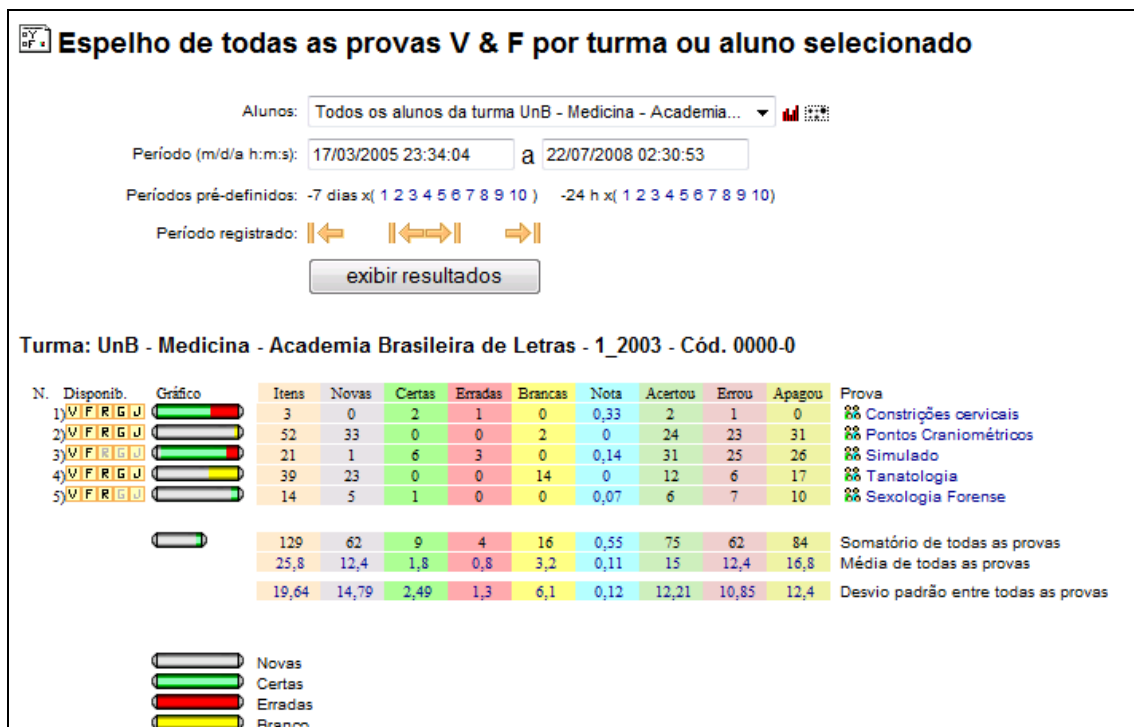 Espelho de todas as provas V & F por turma ou aluno selecionado
Alunos: Todos os alunos da turma UnB - Medicina - Academia...
Período (m/d/a h:m:s): 17/03/2005 23:34:04 a 22/07/2008 02:30:53
Períodos pré-definidos: -7 dias x( 1 2 3 4 5 6 7 8 9 10 ) -24 h x( 1 2 3 4 5 6 7 8 9 10)
Período registrado:
exibir resultados
Turma: UnB - Medicina - Academia Brasileira de Letras - 1_2003 - Cód. 0000-0
N. Disponib. Gráfico Itens Novas Certas Erradas Brancas Nota Acertou Errou Apagou Prova
1) V F R G J 3 0 2 1 0 0,33 2 1 0 Constrições cervicais
2) V F R G J 52 33 0 0 2 0 24 23 31 Pontos Craniométricos
3) V F R G J 21 1 6 3 0 0,14 31 25 26 Simulado
4) V F R G J 39 23 0 0 14 0 12 6 17 Tanatologia
5) V F R G J 14 5 1 0 0 0,07 6 7 10 Sexologia Forense
129 62 9 4 16 0,55 75 62 84 Somatório de todas as provas
25,8 12,4 1,8 0,8 3,2 0,11 15 12,4 16,8 Média de todas as provas
19,64 14,79 2,49 1,3 6,1 0,12 12,21 10,85 12,4 Desvio padrão entre todas as provas
Novas
Certas
Erradas
Branco